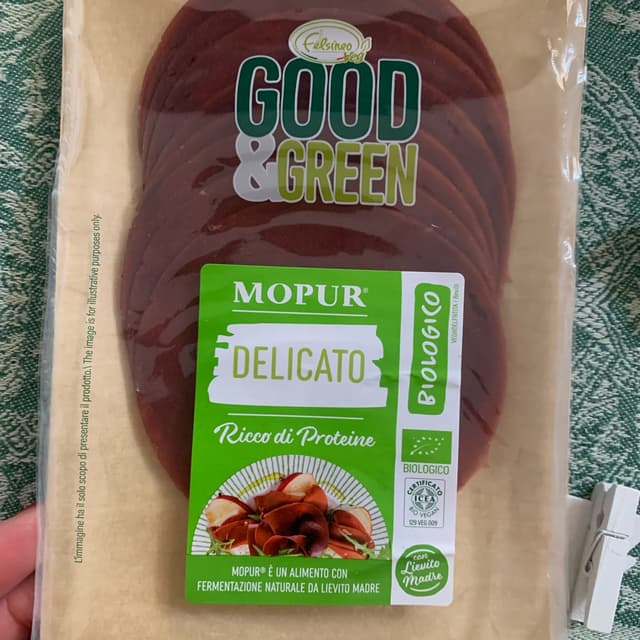 Felsineo
Veg
GOOD
&GREEN
MOPUR®
DELICATO
Ricco di Proteine
MOPUR® È UN ALIMENTO CON
FERMENTAZIONE NATURALE DA LIEVITO MADRE
BIOLOGICO
BIOLOGICO
CERTIFICATO
ICEA
BIO VEGAN
129 VEG 009
con
Lievito
Madre
L'immagine ha il solo scopo di presentare il prodotto.\ The image is for illustrative purposes only.